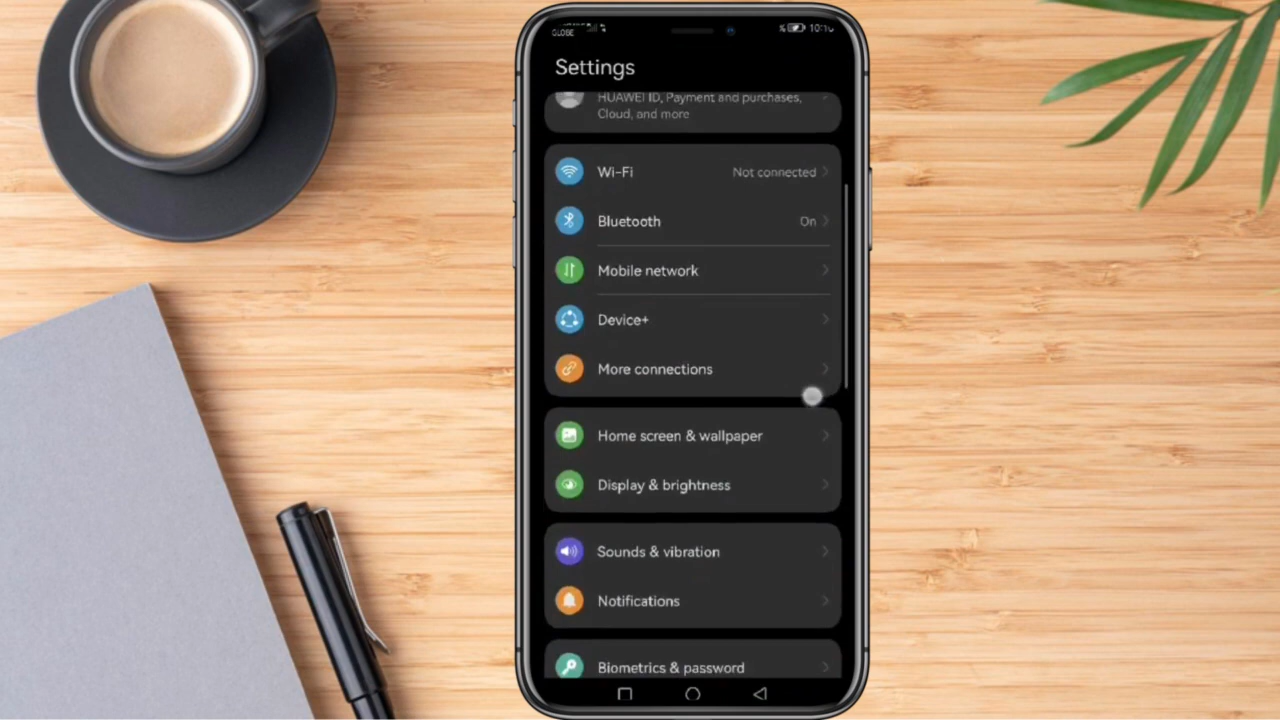 GLOBE
Settings
HUAWEI ID, Payment and purchases,
Cloud, and more
Wi-Fi
Not connected
Bluetooth
On
Mobile network
Device+
More connections
Home screen & wallpaper
Display & brightness
Sounds & vibration
Notifications
Biometrics & password